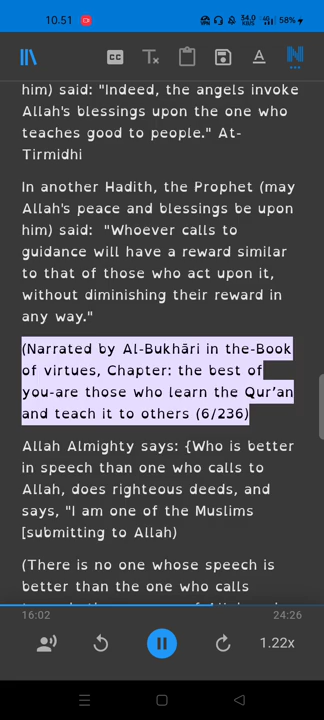 10.51
34.0
KB/S
4G
58%
CC
A
N
him) said: "Indeed, the angels invoke
Allah's blessings upon the one who
teaches good to people." At-
Tirmidhi
In another Hadith, the Prophet (may
Allah's peace and blessings be upon
him) said:  "Whoever calls to
guidance will have a reward similar
to that of those who act upon it,
without diminishing their reward in
any way."
(Narrated by Al-Bukhāri in the-Book
of virtues, Chapter: the best of
you-are those who learn the Qur’an
and teach it to others (6/236)
Allah Almighty says: {Who is better
in speech than one who calls to
Allah, does righteous deeds, and
says, "I am one of the Muslims
[submitting to Allah)
(There is no one whose speech is
better than the one who calls
16:02
24:26
1.22x